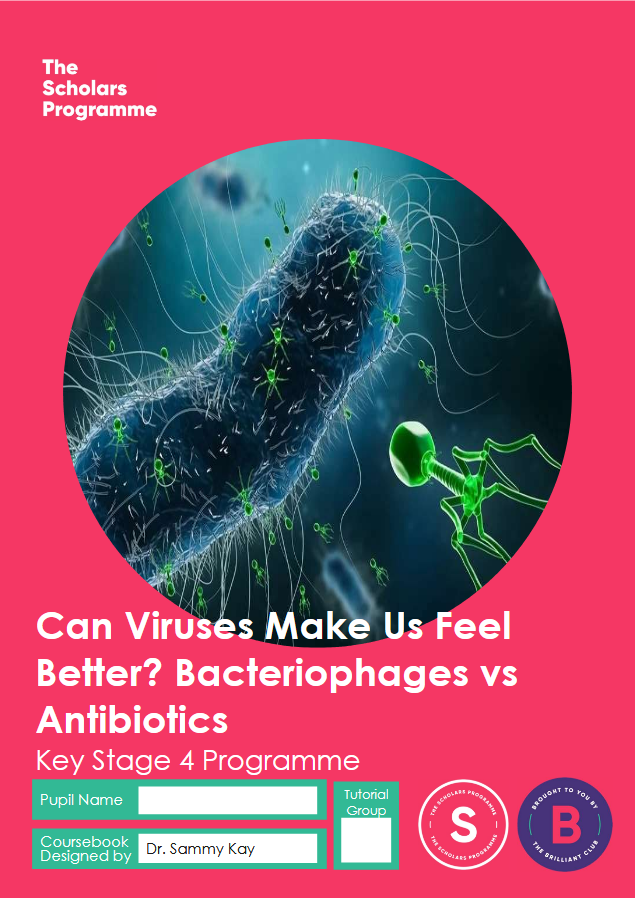 The
Scholars
Programme
Can Viruses Make Us Feel
Better? Bacteriophages vs
Antibiotics
Key Stage 4 Programme
Pupil Name
Tutorial
Group
Coursebook
Designed by
Dr. Sammy Kay
THE SCHOLARS PROGRAMME
S
THE SCHOLARS PROGRAMME
BROUGHT TO YOU BY
B
THE BRILLIANT CLUB